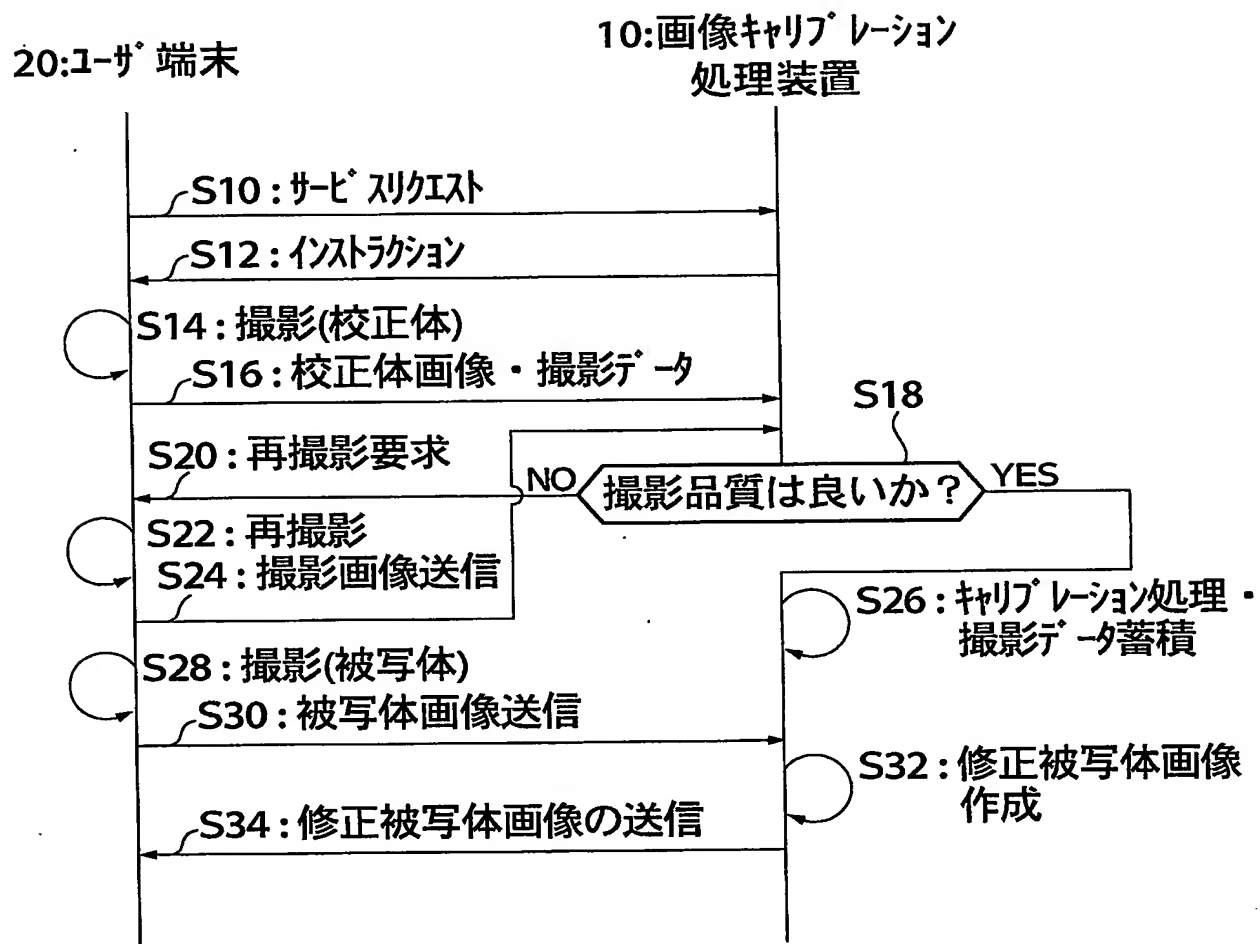 20:ユーザ端末
10:画像キャリブレーション
処理装置
S10:サービスリクエスト
S12:インストラクション
S14:撮影(校正体)
S16:校正体画像・撮影データ
S18
S20:再撮影要求
NO
撮影品質は良いか?
YES
S22:再撮影
S24:撮影画像送信
S26:キャリブレーション処理・
撮影データ蓄積
S28:撮影(被写体)
S30:被写体画像送信
S32:修正被写体画像
作成
S34:修正被写体画像の送信